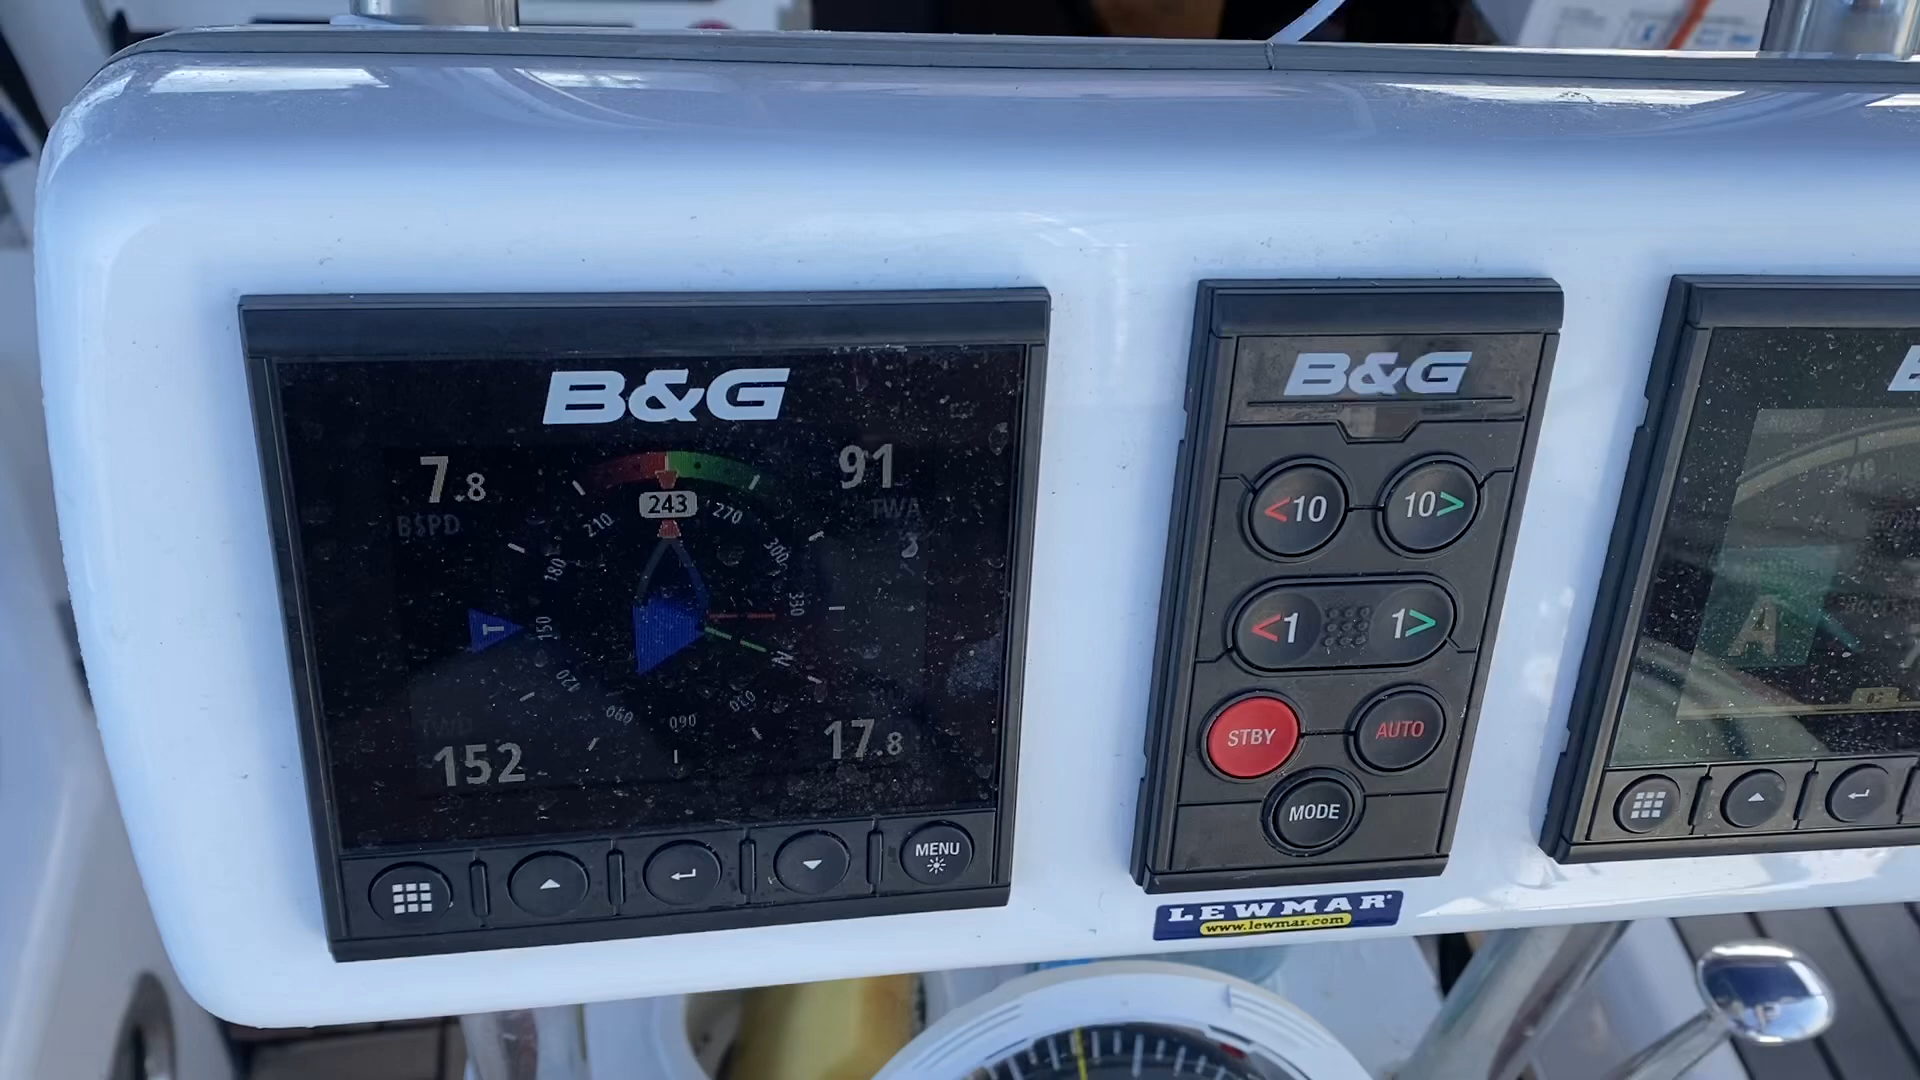 B&G
7.8
BSPD
91
TWA
243
210
270
180
300
150
330
T
120
N
060
090
030
TWD
152
17.8
MENU
B&G
<10
10>
<1
1>
STBY
AUTO
MODE
LEWMAR
www.lewmar.com
A